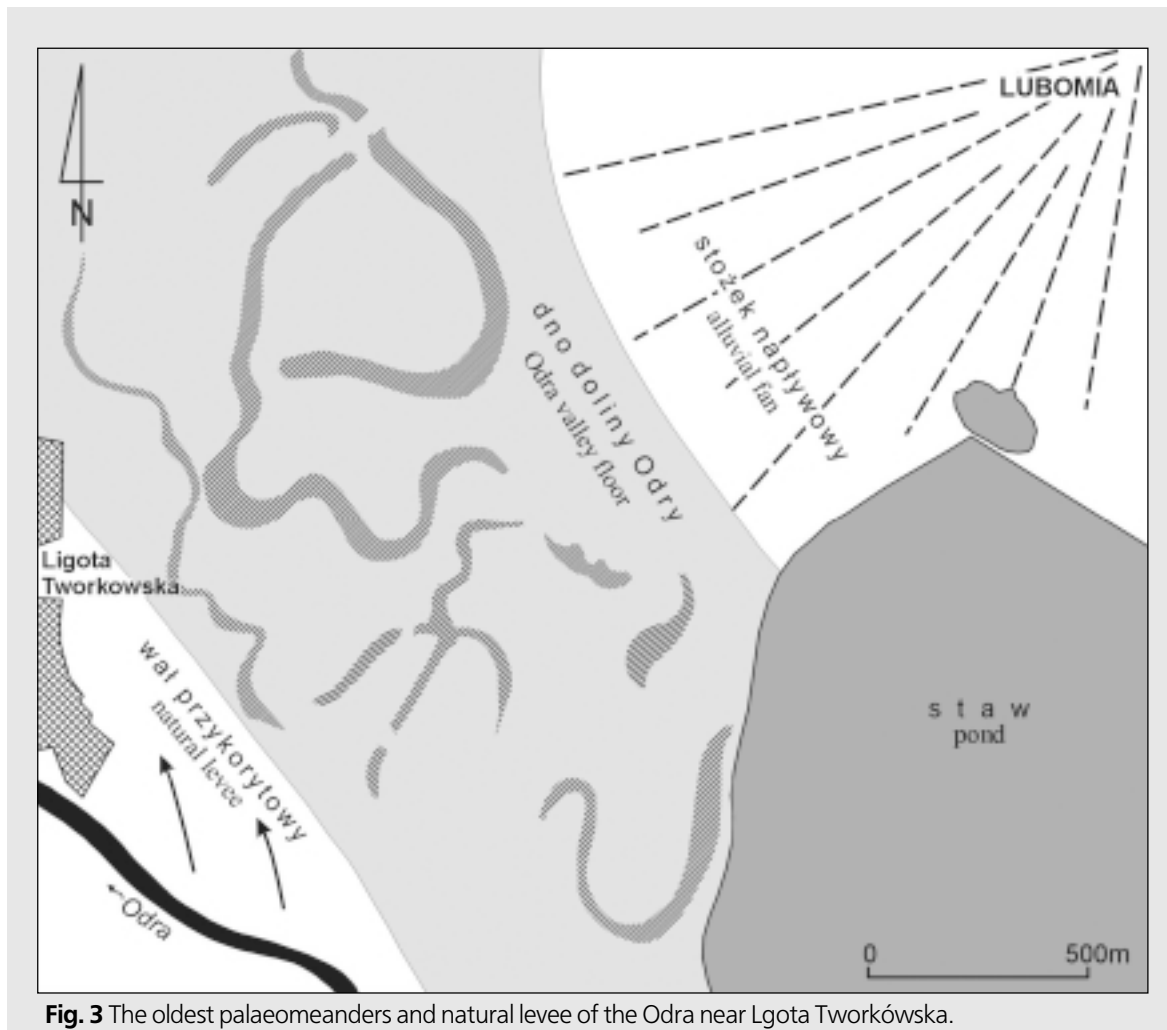 LUBOMIA
N
stożek napływowy
alluvial fan
dno doliny Odry
Odra valley floor
Ligota
Tworkowska
wał przykorytowy
natural levee
staw
pond
Odra
0 500m
Fig. 3 The oldest palaeomeanders and natural levee of the Odra near Lgota Tworkówska.